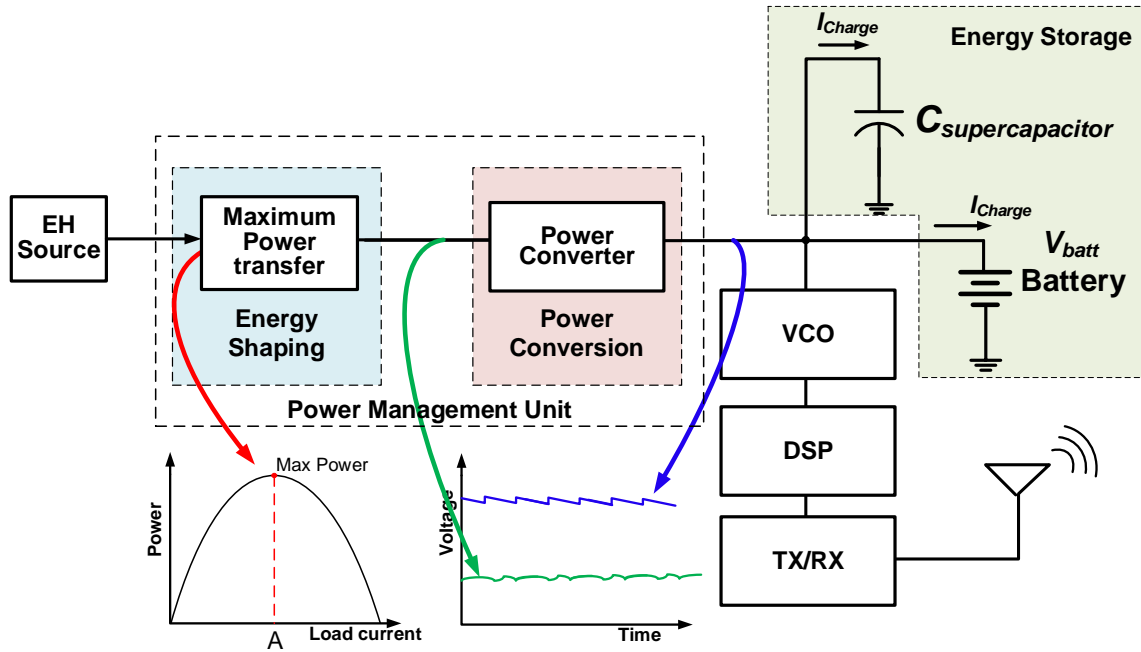 I_Charge
Energy Storage
C_supercapacitor
EH
Source
Maximum
Power
transfer
Energy
Shaping
Power
Converter
Power
Conversion
Power Management Unit
I_Charge
V_batt
Battery
VCO
DSP
TX/RX
Power
Max Power
A
Load current
Voltage
Time